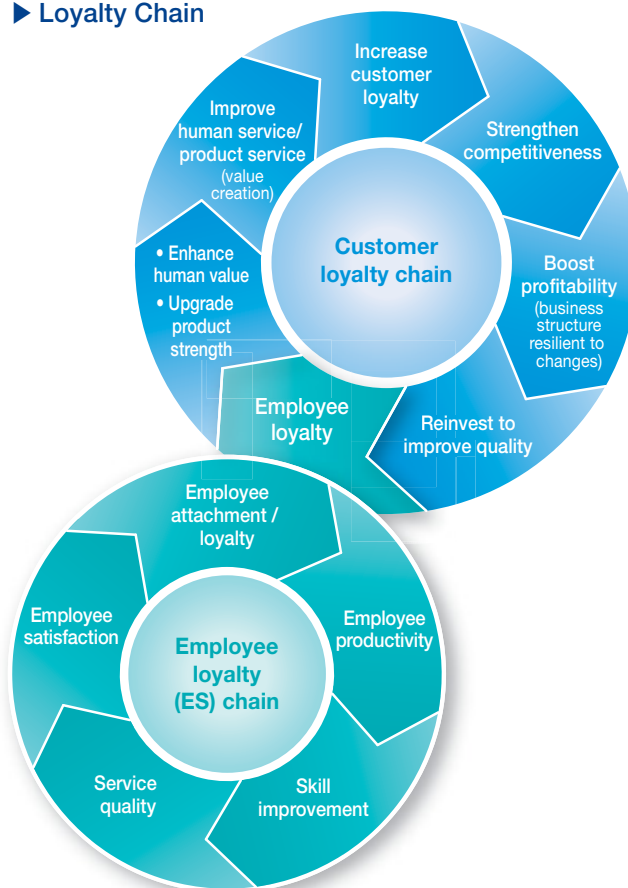 ▶ Loyalty Chain
Increase
customer
loyalty
Strengthen
competitiveness
Boost
profitability
(business
structure
resilient to
changes)
Reinvest to
improve quality
Employee
loyalty
• Enhance
human value
• Upgrade
product
strength
Improve
human service/
product service
(value
creation)
Customer
loyalty chain
Employee
attachment /
loyalty
Employee
productivity
Skill
improvement
Service
quality
Employee
satisfaction
Employee
loyalty
(ES) chain